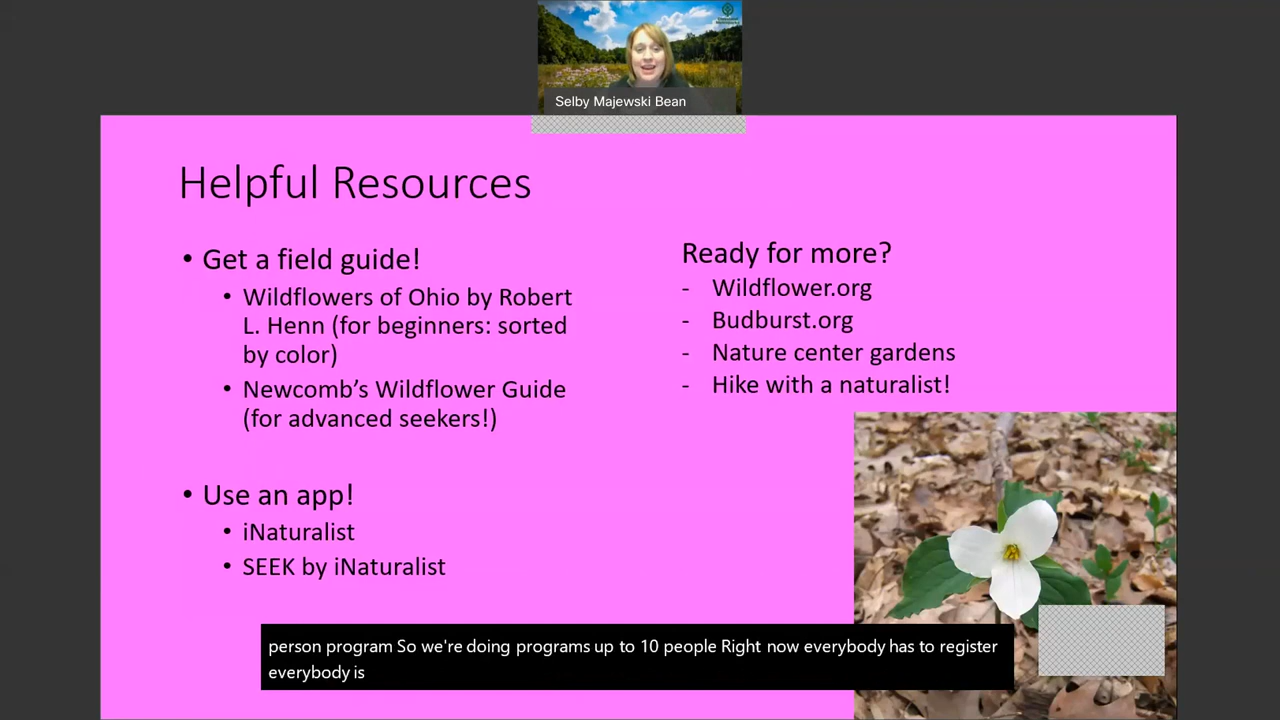 Selby Majewski Bean
Helpful Resources
• Get a field guide!
• Wildflowers of Ohio by Robert
L. Henn (for beginners: sorted
by color)
• Newcomb’s Wildflower Guide
(for advanced seekers!)
• Use an app!
• iNaturalist
• SEEK by iNaturalist
Ready for more?
- Wildflower.org
- Budburst.org
- Nature center gardens
- Hike with a naturalist!
person program So we're doing programs up to 10 people Right now everybody has to register
everybody is